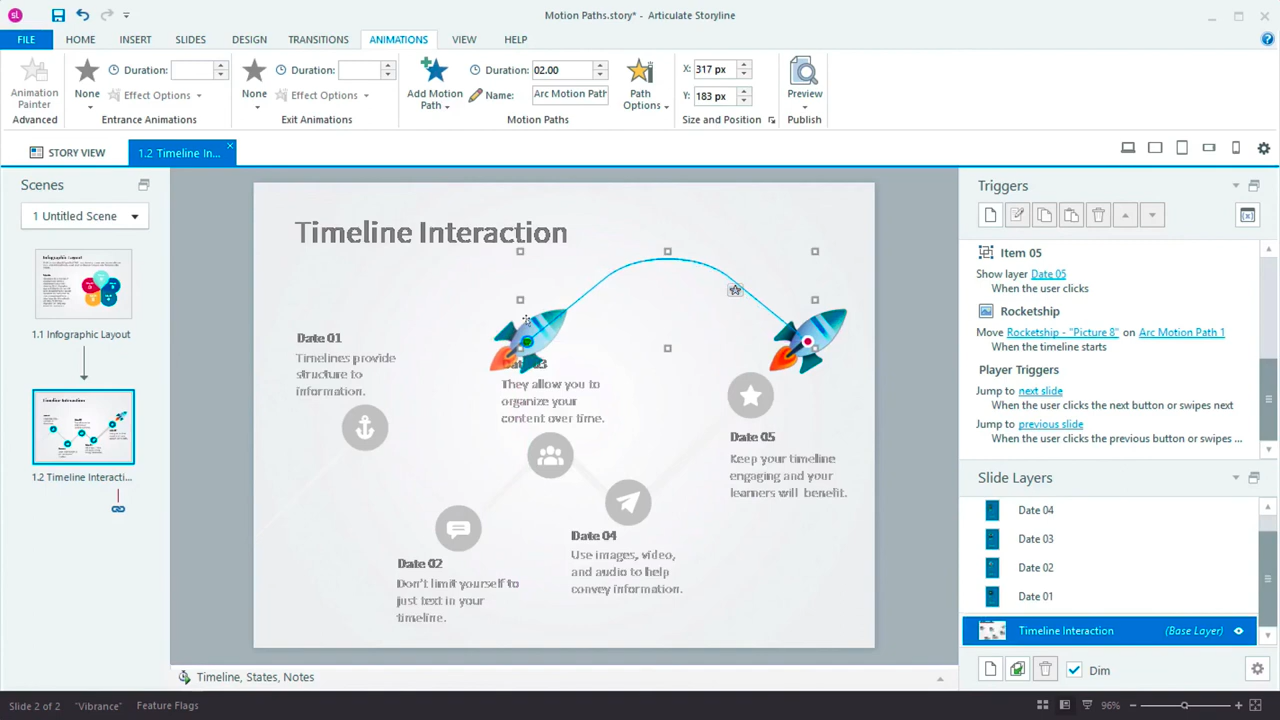 sl
Motion Paths.story* - Articulate Storyline
FILE HOME INSERT SLIDES DESIGN TRANSITIONS ANIMATIONS VIEW HELP
Animation
Painter
Advanced
None
Duration:
Effect Options
Entrance Animations
None
Duration:
Effect Options
Exit Animations
Add Motion
Path
Duration: 02.00
Name: Arc Motion Path
Path
Options
Motion Paths
X: 317 px
Y: 183 px
Size and Position
Preview
Publish
STORY VIEW
1.2 Timeline In...
Scenes
1 Untitled Scene
Infographic Layout
1.1 Infographic Layout
Timeline Interaction
1.2 Timeline Interacti...
Timeline Interaction
Date 01
Timelines provide
structure to
information.
They allow you to
organize your
content over time.
Date 05
Keep your timeline
engaging and your
learners will benefit.
Date 02
Don't limit yourself to
just text in your
timeline.
Date 04
Use images, video,
and audio to help
convey information.
Timeline, States, Notes
Triggers
Item 05
Show layer Date 05
When the user clicks
Rocketship
Move Rocketship - "Picture 8" on Arc Motion Path 1
When the timeline starts
Player Triggers
Jump to next slide
When the user clicks the next button or swipes next
Jump to previous slide
When the user clicks the previous button or swipes ...
Slide Layers
Date 04
Date 03
Date 02
Date 01
Timeline Interaction (Base Layer)
Dim
Slide 2 of 2 "Vibrance" Feature Flags
96%